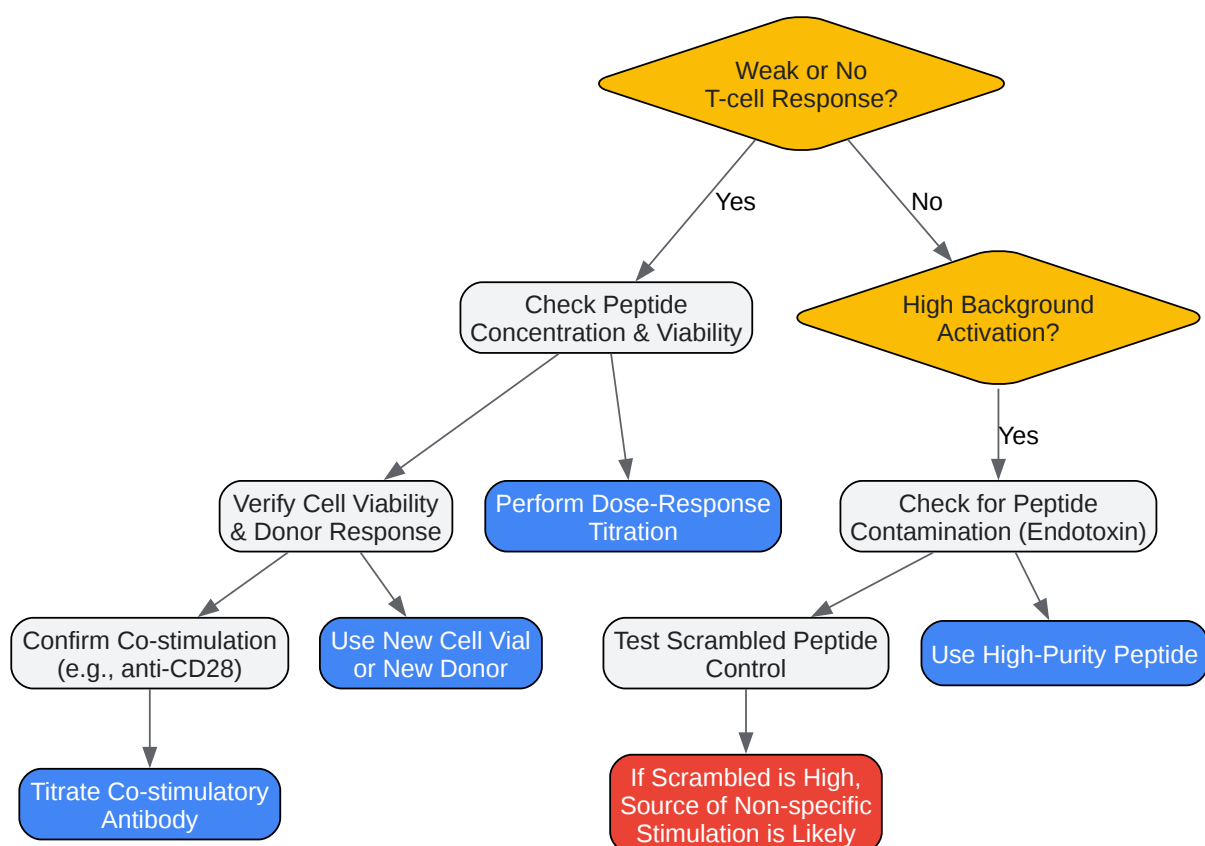 Weak or No
T-cell Response?
Yes
No
Check Peptide
Concentration & Viability
High Background
Activation?
Yes
Verify Cell Viability
& Donor Response
Perform Dose-Response
Titration
Check for Peptide
Contamination (Endotoxin)
Confirm Co-stimulation
(e.g., anti-CD28)
Use New Cell Vial
or New Donor
Test Scrambled Peptide
Control
Use High-Purity Peptide
Titrate Co-stimulatory
Antibody
If Scrambled is High,
Source of Non-specific
Stimulation is Likely